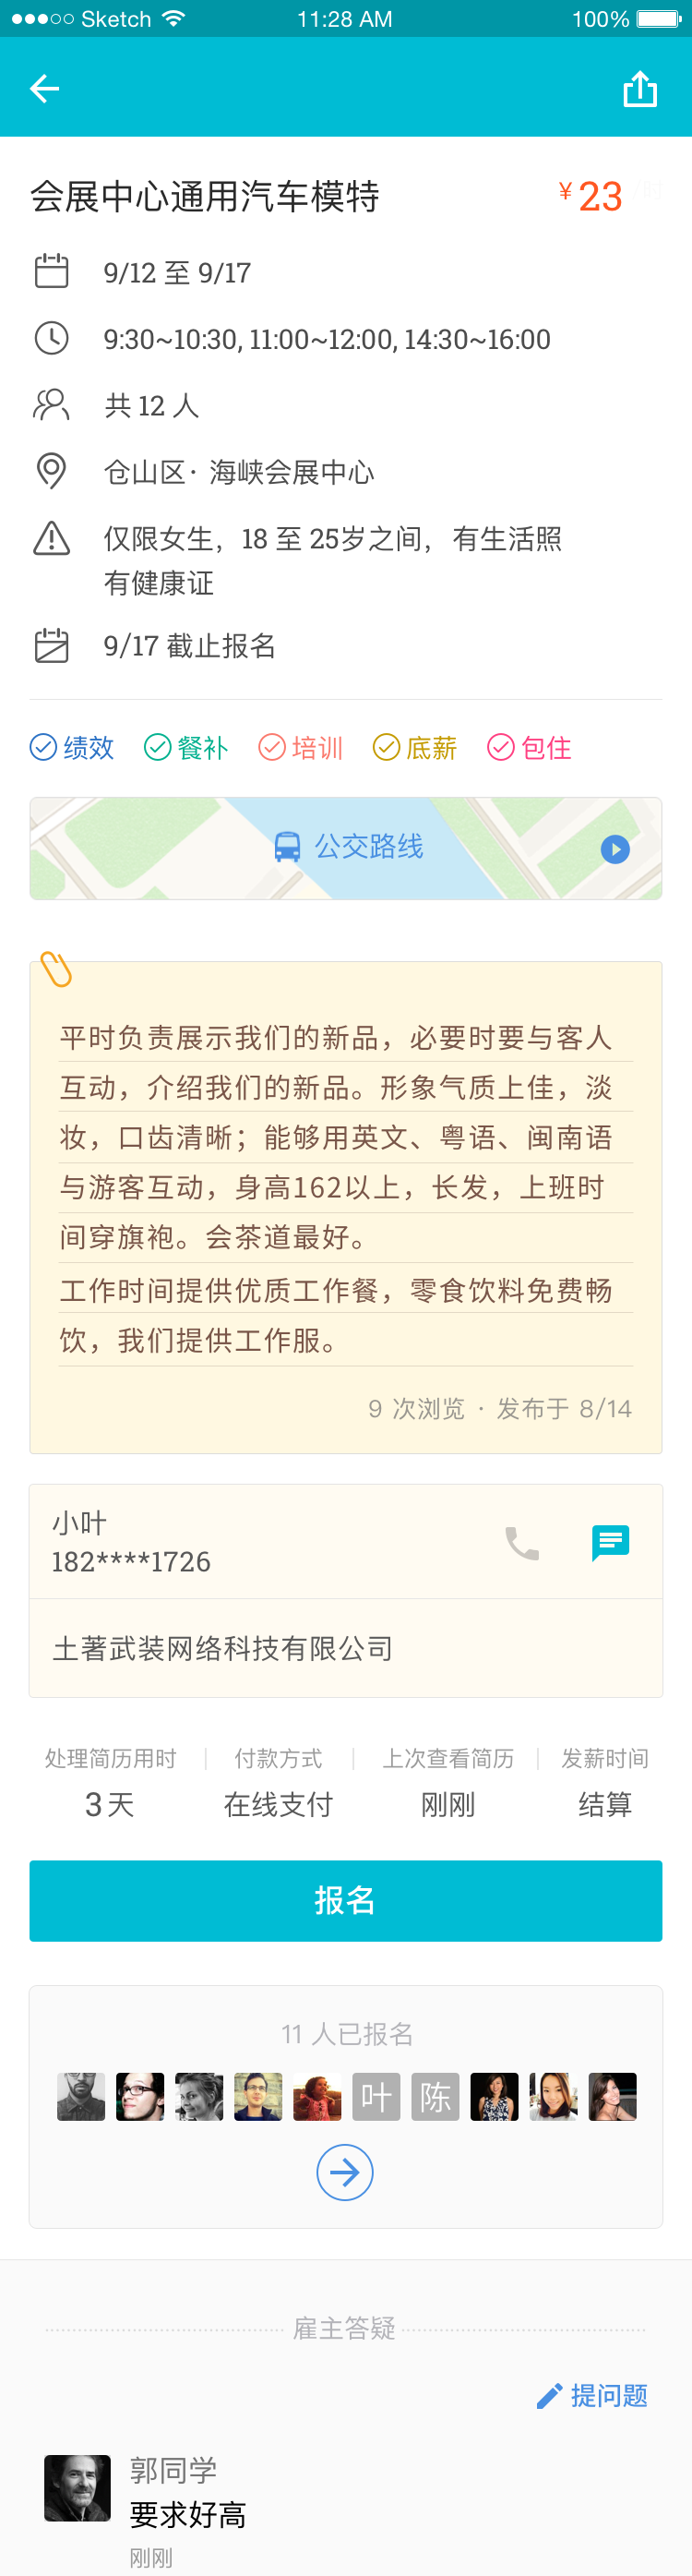 Sketch 11:28 AM 100%
会展中心通用汽车模特 ¥23 /时
9/12 至 9/17
9:30~10:30, 11:00~12:00, 14:30~16:00
共 12 人
仓山区· 海峡会展中心
仅限女生，18 至 25岁之间，有生活照
有健康证
9/17 截止报名
绩效 餐补 培训 底薪 包住
公交路线
平时负责展示我们的新品，必要时要与客人
互动，介绍我们的新品。形象气质上佳，淡
妆，口齿清晰；能够用英文、粤语、闽南语
与游客互动，身高162以上，长发，上班时
间穿旗袍。会茶道最好。
工作时间提供优质工作餐，零食饮料免费畅
饮，我们提供工作服。
9 次浏览 · 发布于 8/14
小叶
182****1726
土著武装网络科技有限公司
处理简历用时 付款方式 上次查看简历 发薪时间
3 天 在线支付 刚刚 结算
报名
11 人已报名
叶 陈
雇主答疑
提问题
郭同学
要求好高
刚刚